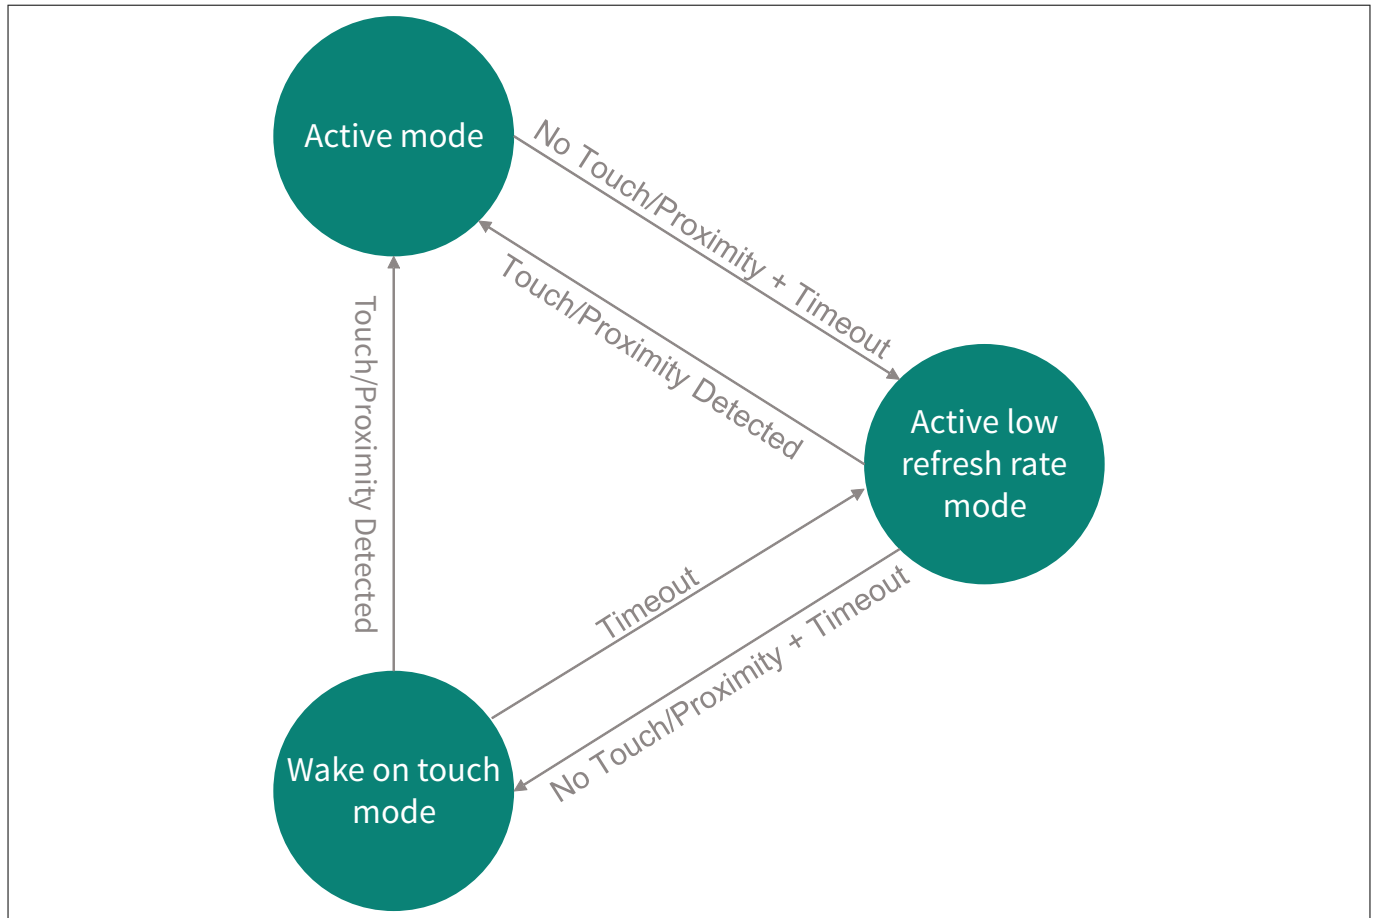 Active mode
No Touch/Proximity + Timeout
Touch/Proximity Detected
Touch/Proximity Detected
Active low
refresh rate
mode
Timeout
No Touch/Proximity + Timeout
Wake on touch
mode